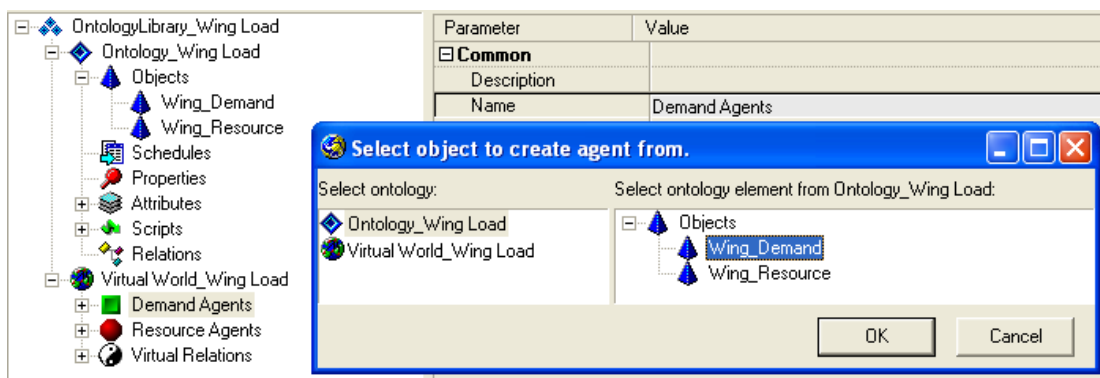 OntologyLibrary_Wing Load
Ontology_Wing Load
Objects
Wing_Demand
Wing_Resource
Schedules
Properties
Attributes
Scripts
Relations
Virtual World_Wing Load
Demand Agents
Resource Agents
Virtual Relations
Parameter Value
Common
Description
Name Demand Agents
Select object to create agent from.
Select ontology:
Ontology_Wing Load
Virtual World_Wing Load
Select ontology element from Ontology_Wing Load:
Objects
Wing_Demand
Wing_Resource
OK Cancel